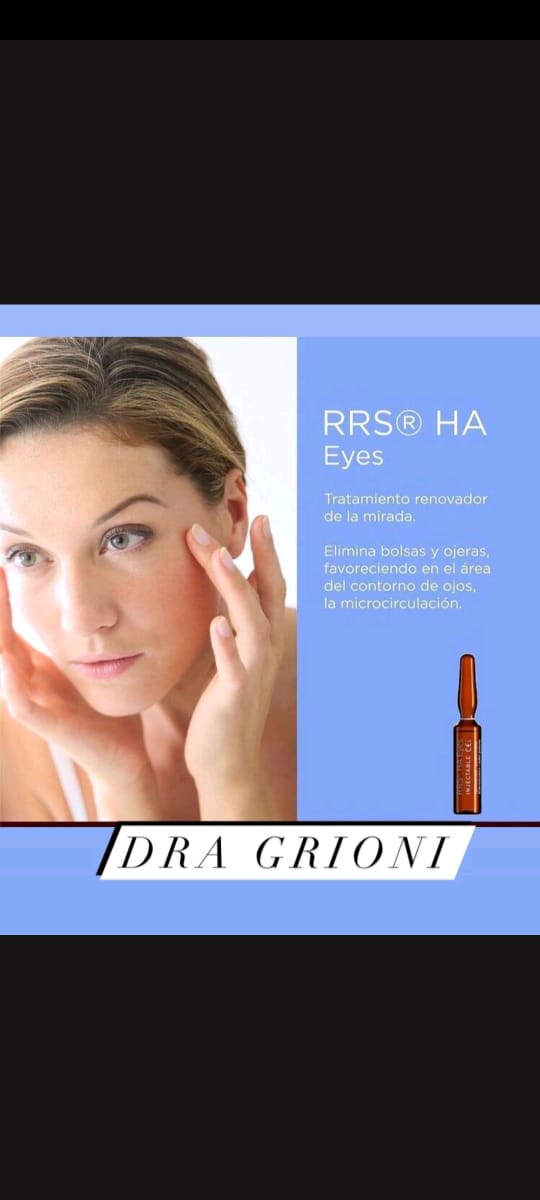 RRS® HA
Eyes
Tratamiento renovador
de la mirada.
Elimina bolsas y ojeras,
favoreciendo en el área
del contorno de ojos,
la microcirculación.
INJECTABLE CE
DRA GRIONI